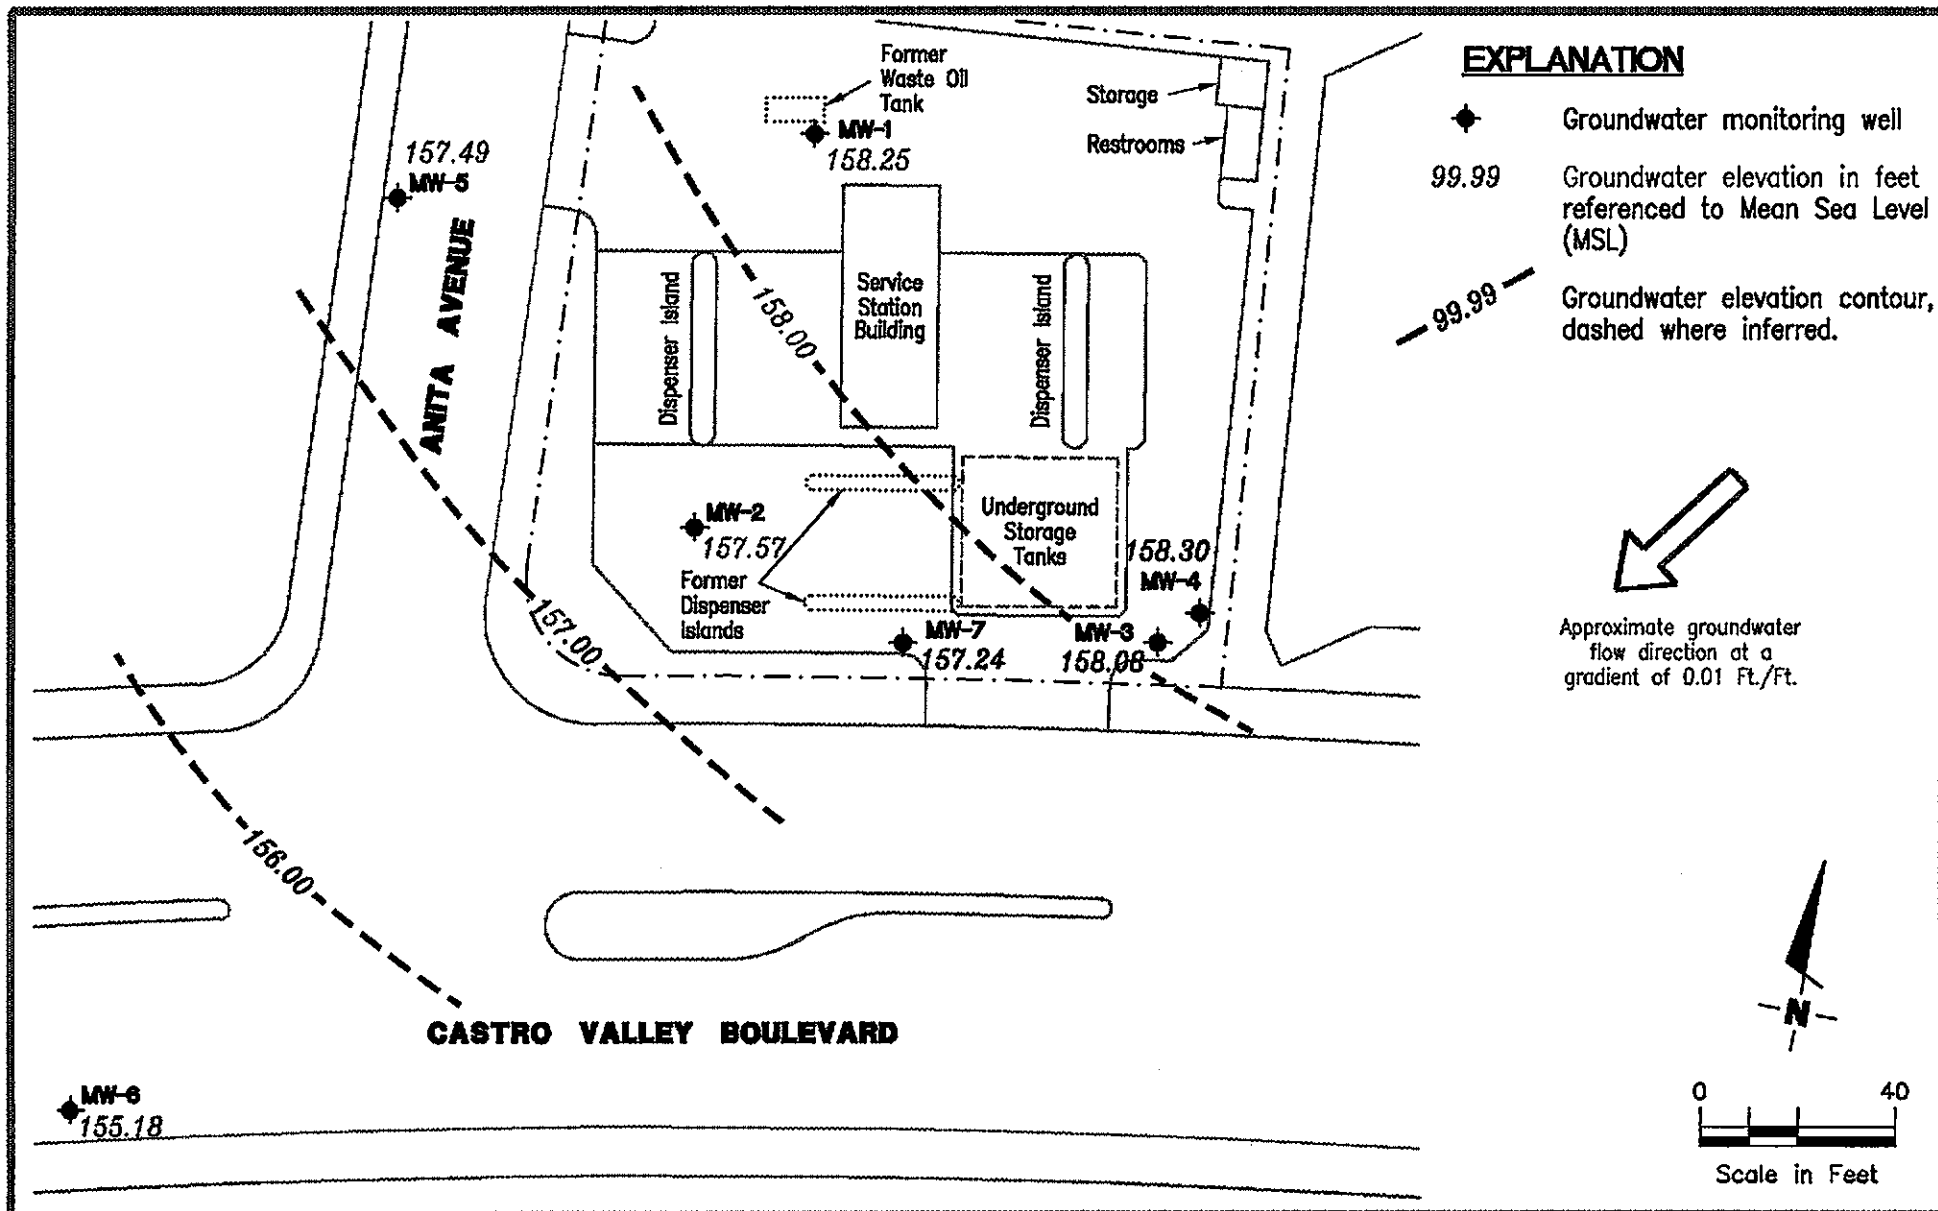 EXPLANATION
Groundwater monitoring well
99.99
Groundwater elevation in feet
referenced to Mean Sea Level
(MSL)
99.99
Groundwater elevation contour,
dashed where inferred.
Former
Waste Oil
Tank
Storage
Restrooms
MW-1
158.25
157.49
MW-5
ANITA AVENUE
Dispenser Island
158.00
Service
Station
Building
Dispenser Island
MW-2
157.57
Underground
Storage
Tanks
158.30
MW-4
Former
Dispenser
Islands
157.00
MW-7
157.24
MW-3
158.08
Approximate groundwater
flow direction at a
gradient of 0.01 Ft./Ft.
156.00
CASTRO VALLEY BOULEVARD
MW-6
155.18
N
0 40
Scale in Feet